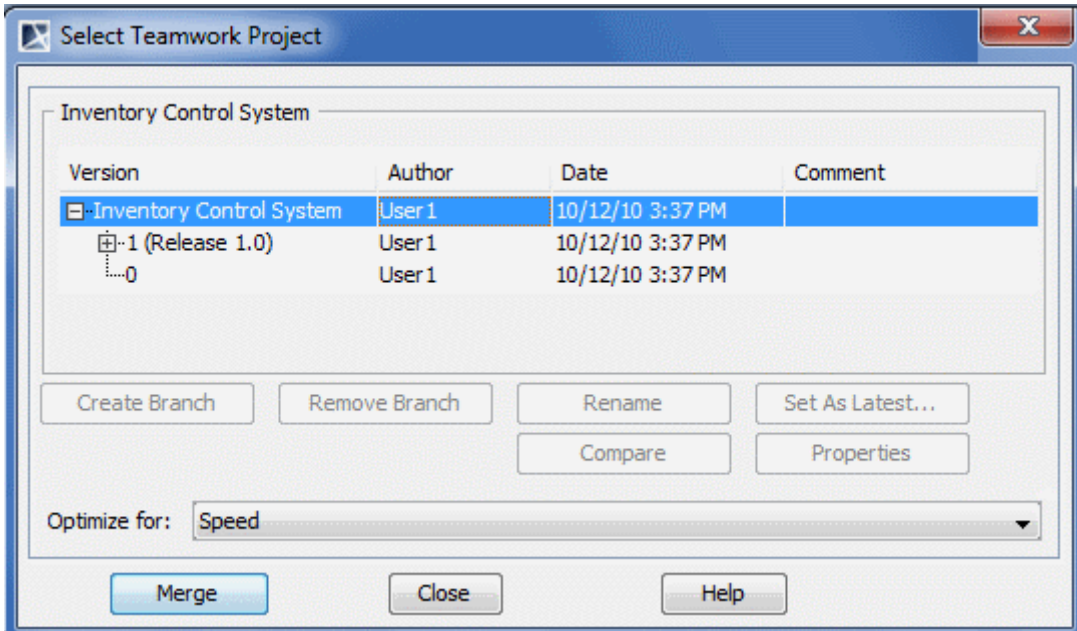 Select Teamwork Project
Inventory Control System
Version Author Date Comment
Inventory Control System User1 10/12/10 3:37 PM
1 (Release 1.0) User1 10/12/10 3:37 PM
0 User1 10/12/10 3:37 PM
Create Branch Remove Branch Rename Set As Latest...
Compare Properties
Optimize for: Speed
Merge Close Help